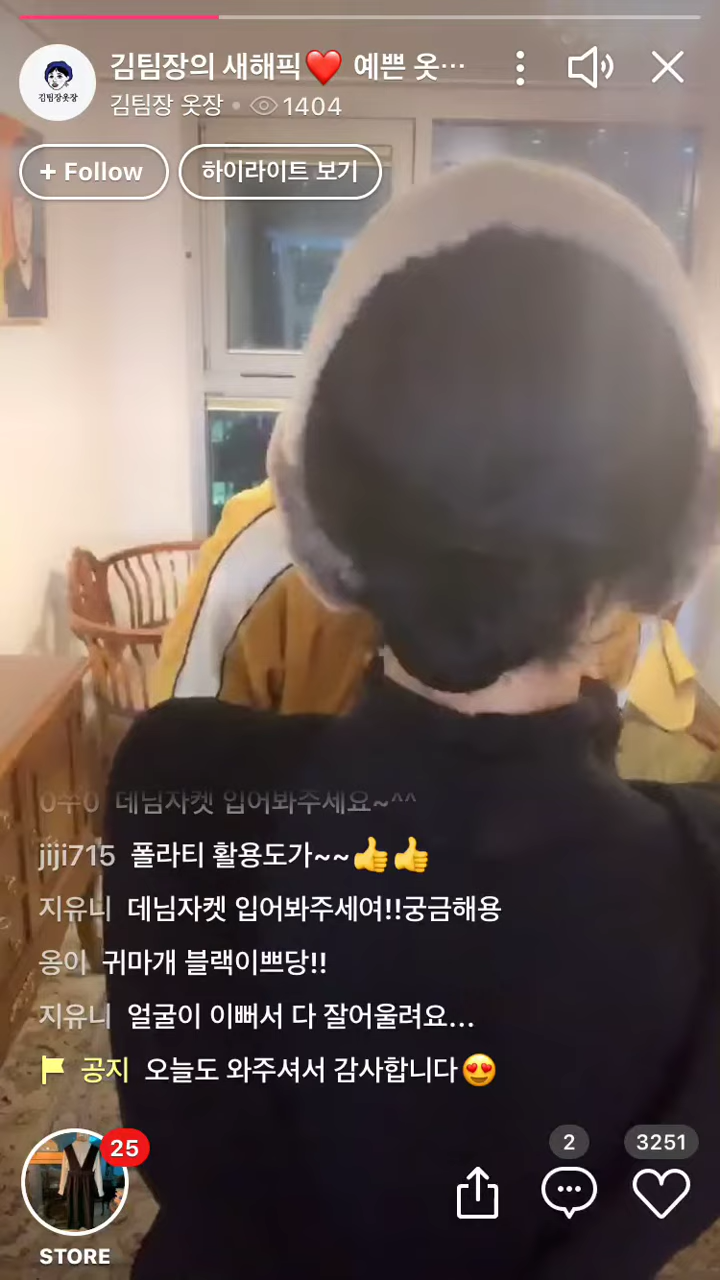 김팀장의 새해픽❤️ 예쁜 옷…
김팀장 옷장 • 1404
김팀장옷장
+ Follow
하이라이트 보기
데님자켓 입어봐주세요~^^
jiji715 폴라티 활용도가~~👍👍
지유니 데님자켓 입어봐주세여!!궁금해용
옹이 귀마개 블랙이쁘당!!
지유니 얼굴이 이뻐서 다 잘어울려요...
공지 오늘도 와주셔서 감사합니다😍
25
2
3251
STORE